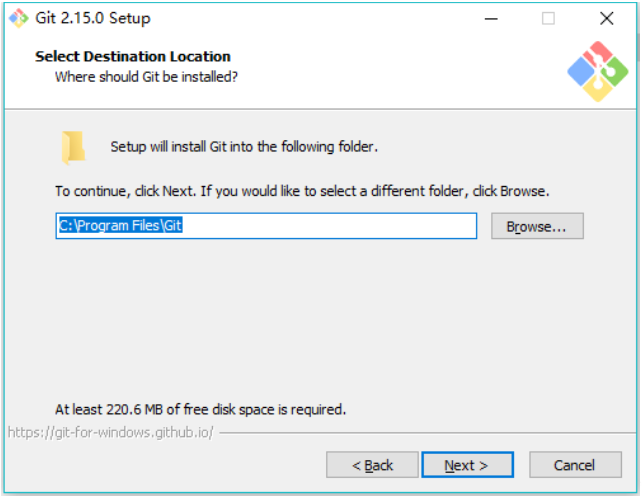 Git 2.15.0 Setup
Select Destination Location
Where should Git be installed?
Setup will install Git into the following folder.
To continue, click Next. If you would like to select a different folder, click Browse.
C:\Program Files\Git
Browse...
At least 220.6 MB of free disk space is required.
https://git-for-windows.github.io/
< Back
Next >
Cancel